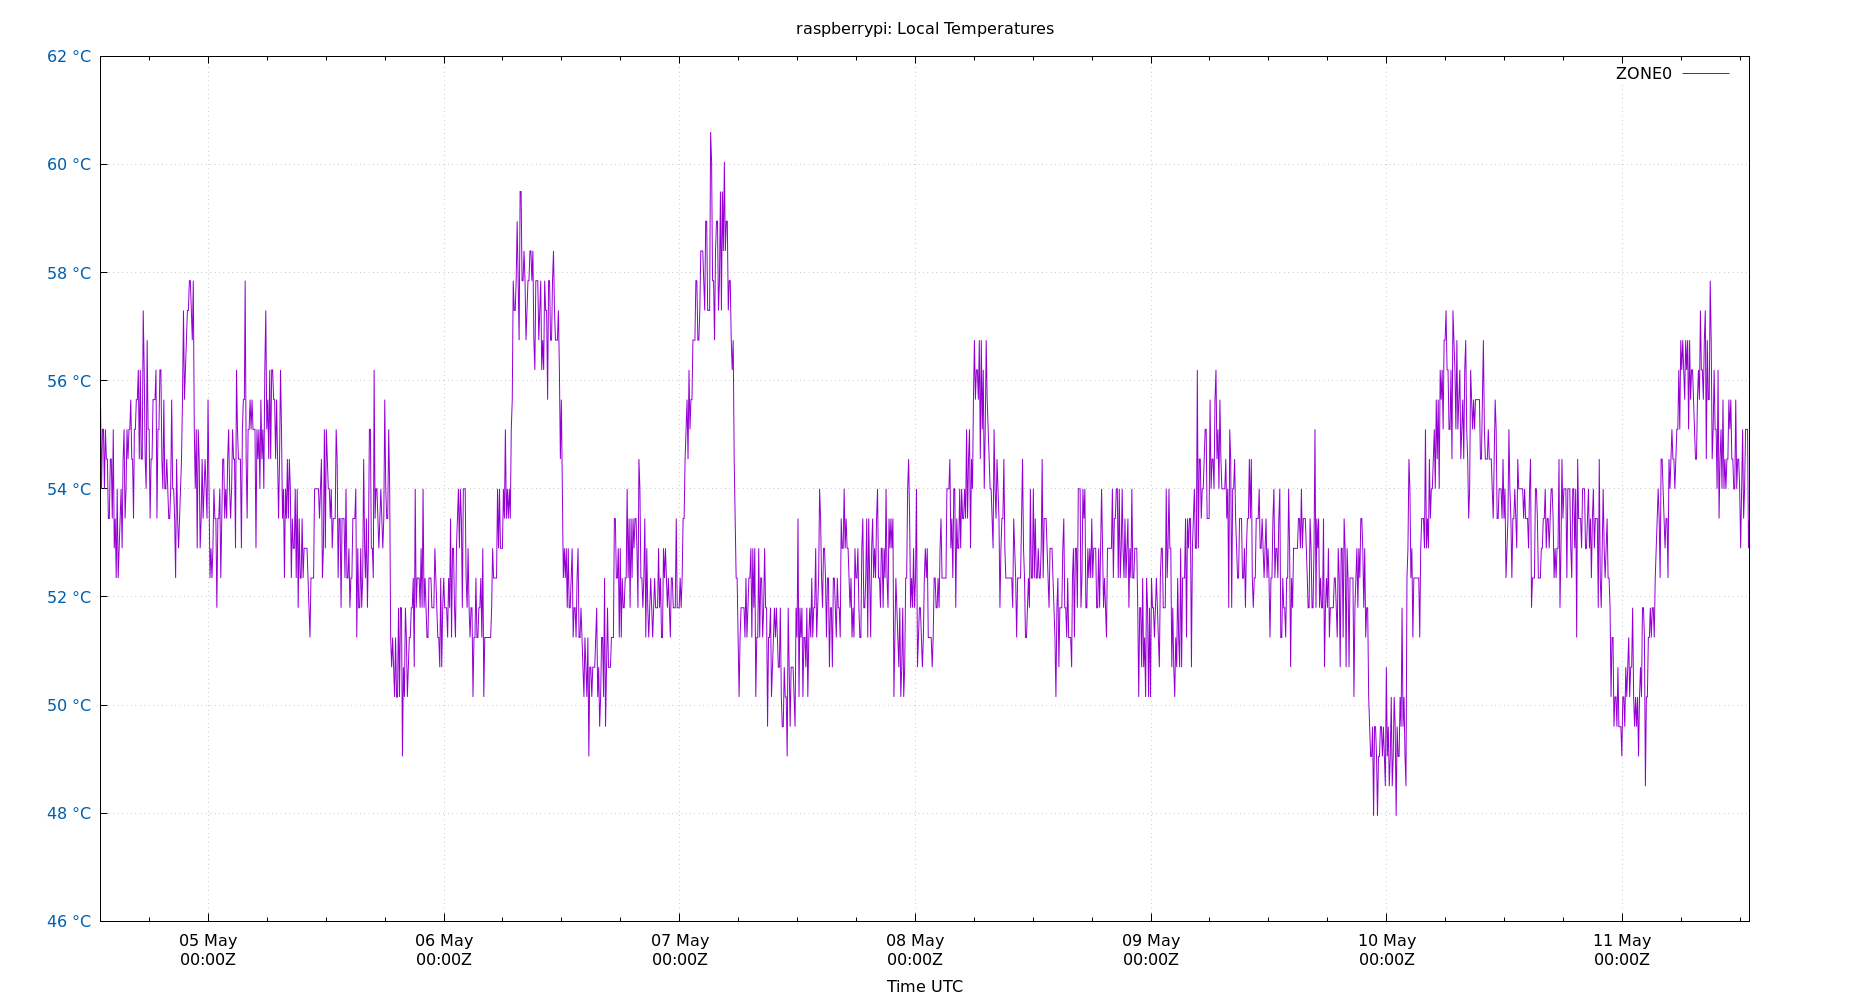 raspberrypi: Local Temperatures
62 °C
ZONE0
60 °C
58 °C
56 °C
54 °C
52 °C
50 °C
48 °C
46 °C
05 May 06 May 07 May 08 May 09 May 10 May 11 May
00:00Z 00:00Z 00:00Z 00:00Z 00:00Z 00:00Z 00:00Z
Time UTC